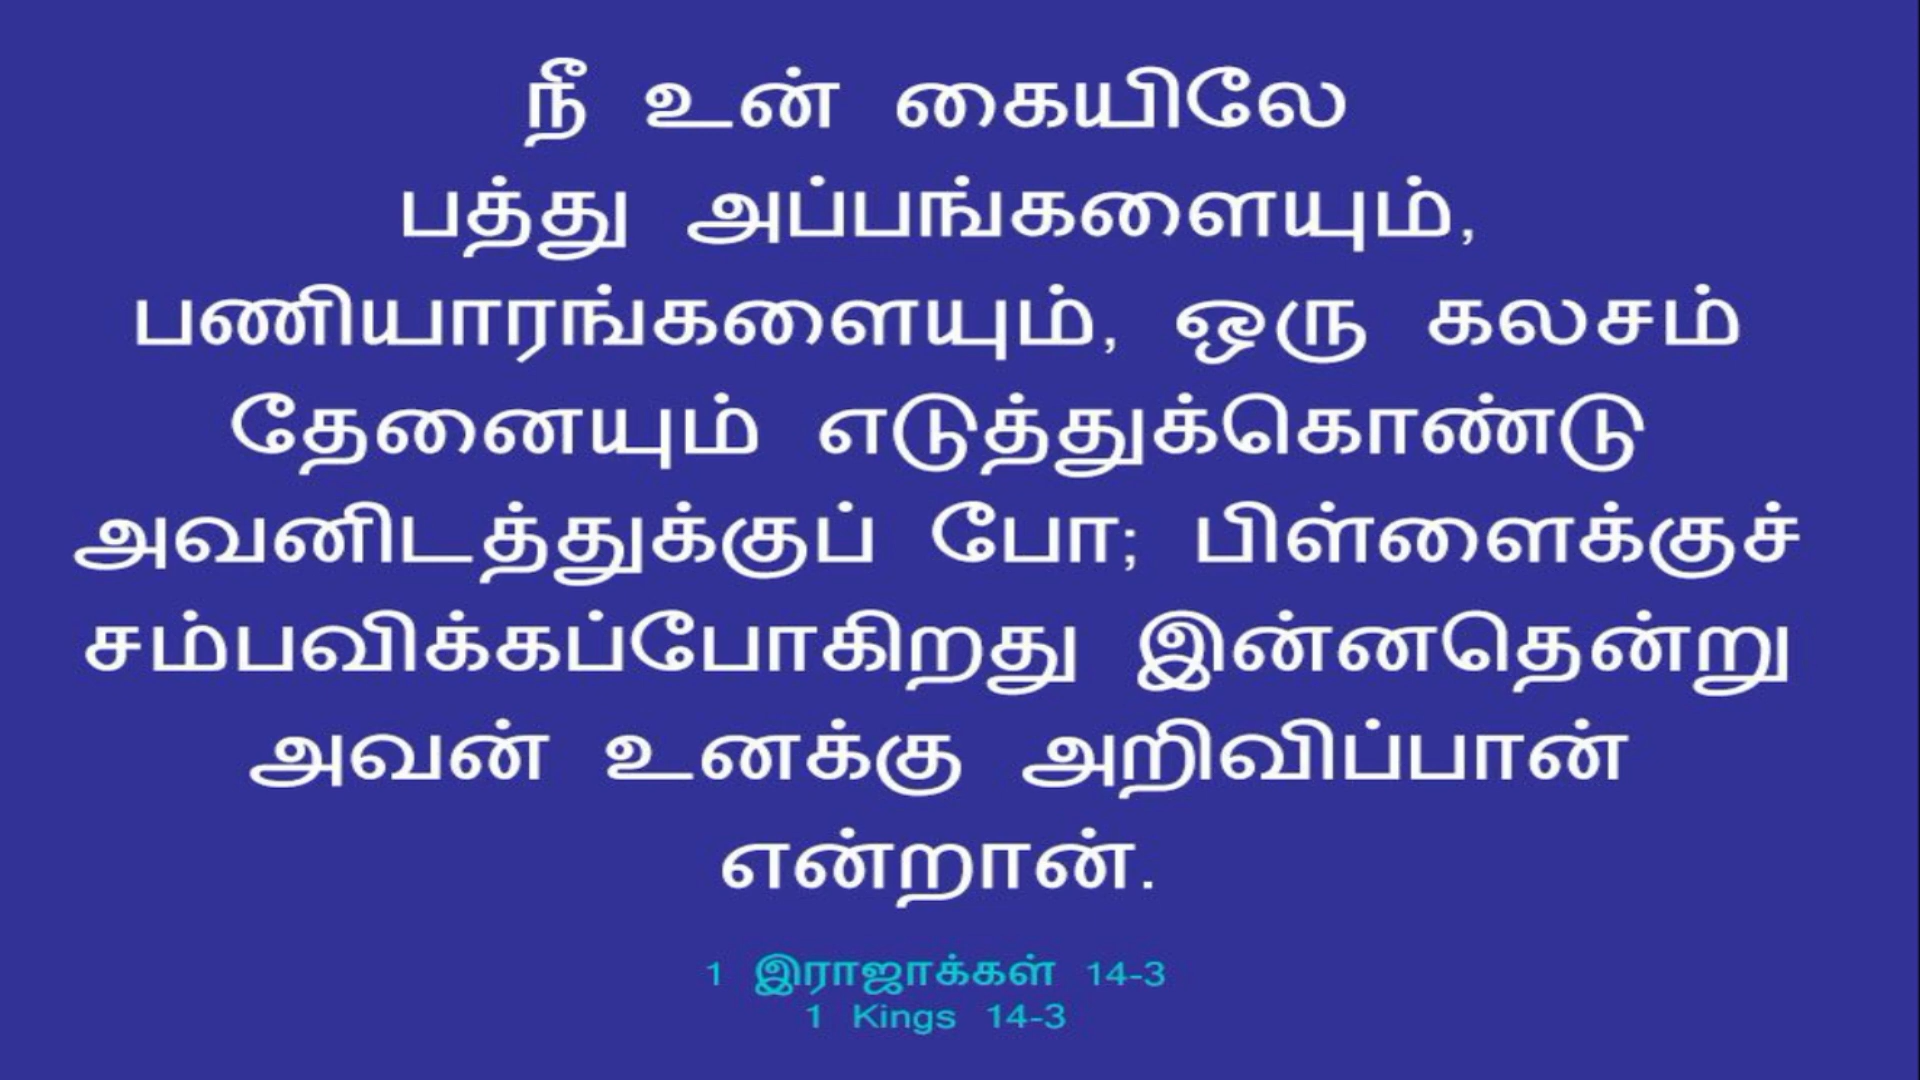 நீ உன் கையிலே
பத்து அப்பங்களையும்,
பணியாரங்களையும், ஒரு கலசம்
தேனையும் எடுத்துக்கொண்டு
அவனிடத்துக்குப் போ; பிள்ளைக்குச்
சம்பவிக்கப்போகிறது இன்னதென்று
அவன் உனக்கு அறிவிப்பான்
என்றான்.
1 இராஜாக்கள் 14-3
1 Kings 14-3